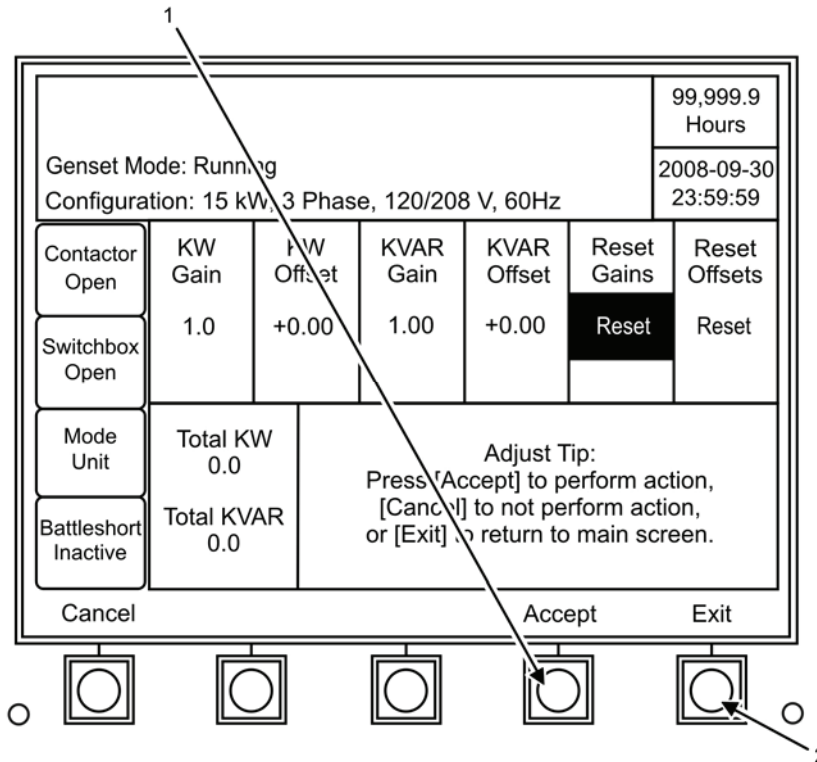 1
99,999.9
Hours
Genset Mode: Running
Configuration: 15 kW, 3 Phase, 120/208 V, 60Hz
2008-09-30
23:59:59
Contactor
Open
Switchbox
Open
Mode
Unit
Battleshort
Inactive
KW
Gain
1.0
KW
Offset
+0.00
KVAR
Gain
1.00
KVAR
Offset
+0.00
Reset
Gains
Reset
Reset
Offsets
Reset
Total KW
0.0
Total KVAR
0.0
Adjust Tip:
Press [Accept] to perform action,
[Cancel] to not perform action,
or [Exit] to return to main screen.
Cancel
Accept
Exit
2